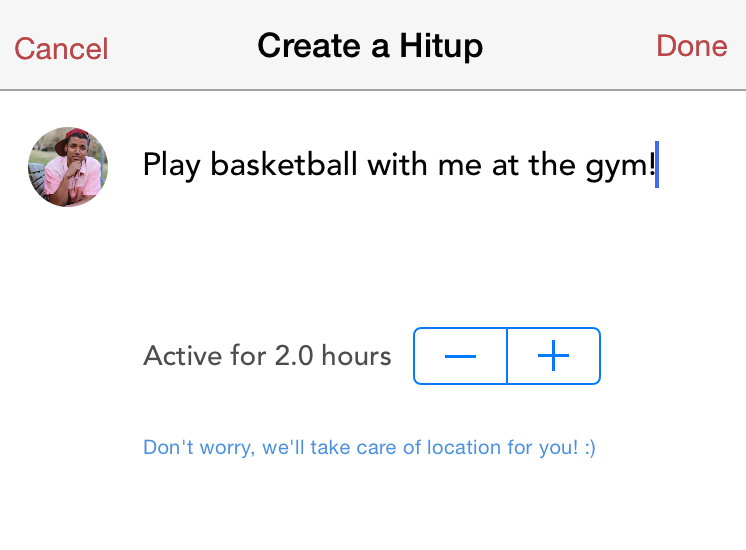 Cancel Create a Hitup Done
Play basketball with me at the gym!
Active for 2.0 hours
Don't worry, we'll take care of location for you! :)